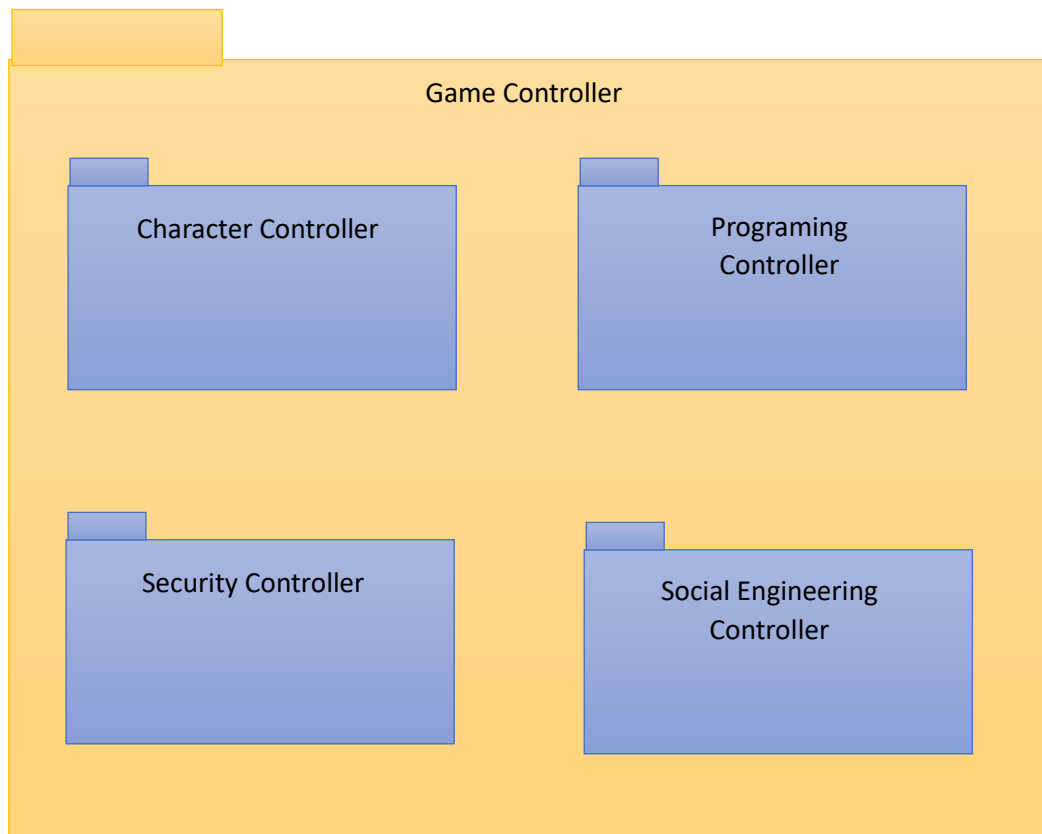 Game Controller
Character Controller
Programing
Controller
Security Controller
Social Engineering
Controller